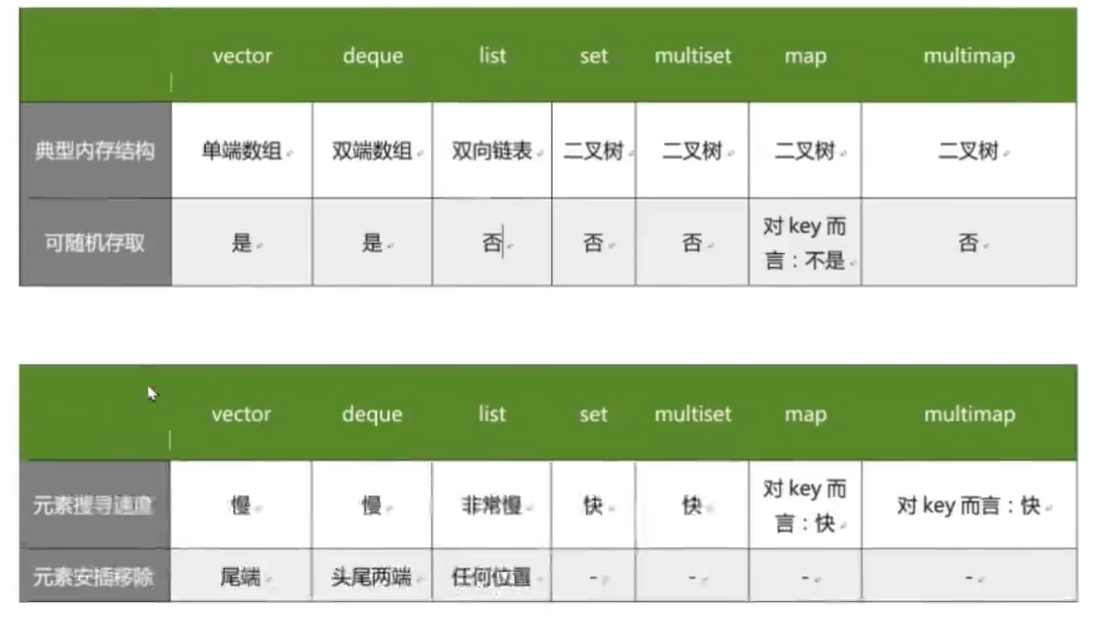 vector deque list set multiset map multimap
典型内存结构 单端数组 双端数组 双向链表 二叉树 二叉树 二叉树 二叉树
可随机存取 是 是 否 否 否 对 key 而
言：不是 否
vector deque list set multiset map multimap
元素搜寻速度 慢 慢 非常慢 快 快 对 key 而
言：快 对 key 而言：快
元素安插移除 尾端 头尾两端 任何位置 - - - -